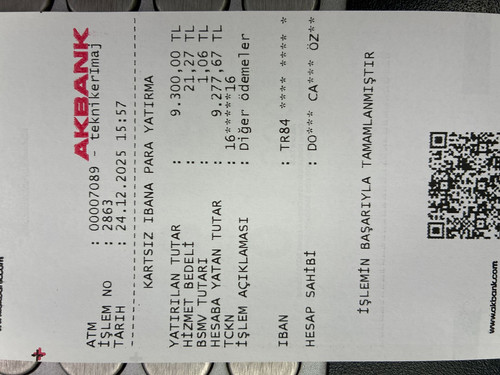 AKBANK
ATM : 00007089 - teknikerImaj
İŞLEM NO : 2863
TARİH : 24.12.2025 15:57
KARTSIZ IBANA PARA YATIRMA
YATIRILAN TUTAR : 9.300,00 TL
HİZMET BEDELİ : 21,27 TL
BSMV TUTARI : 1,06 TL
HESABA YATAN TUTAR : 9.277,67 TL
TCKN : 16*******16
İŞLEM AÇIKLAMASI : Diğer ödemeler
IBAN : TR84 **** **** *
HESAP SAHİBİ : DO*** CA*** ÖZ**
İŞLEMİN BAŞARIYLA TAMAMLANMIŞTIR
www.akbank.com